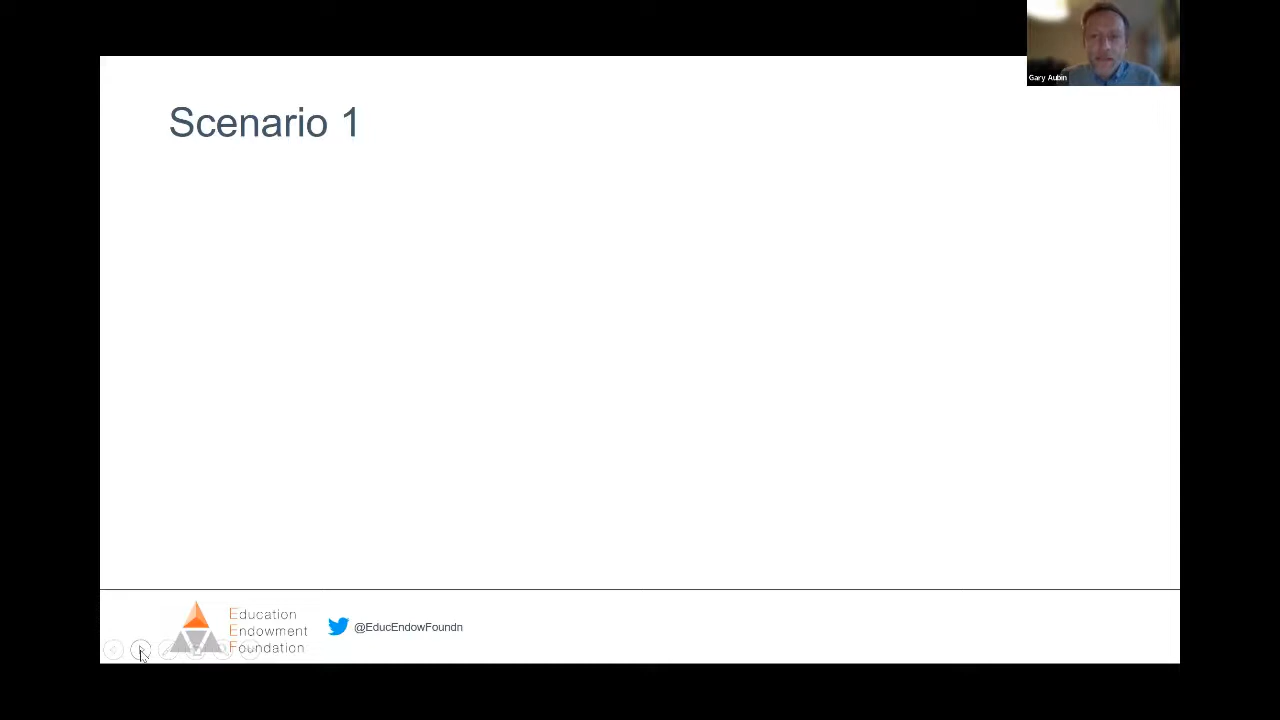 Gary Aubin
Scenario 1
Education
Endowment
Foundation
@EducEndowFoundn